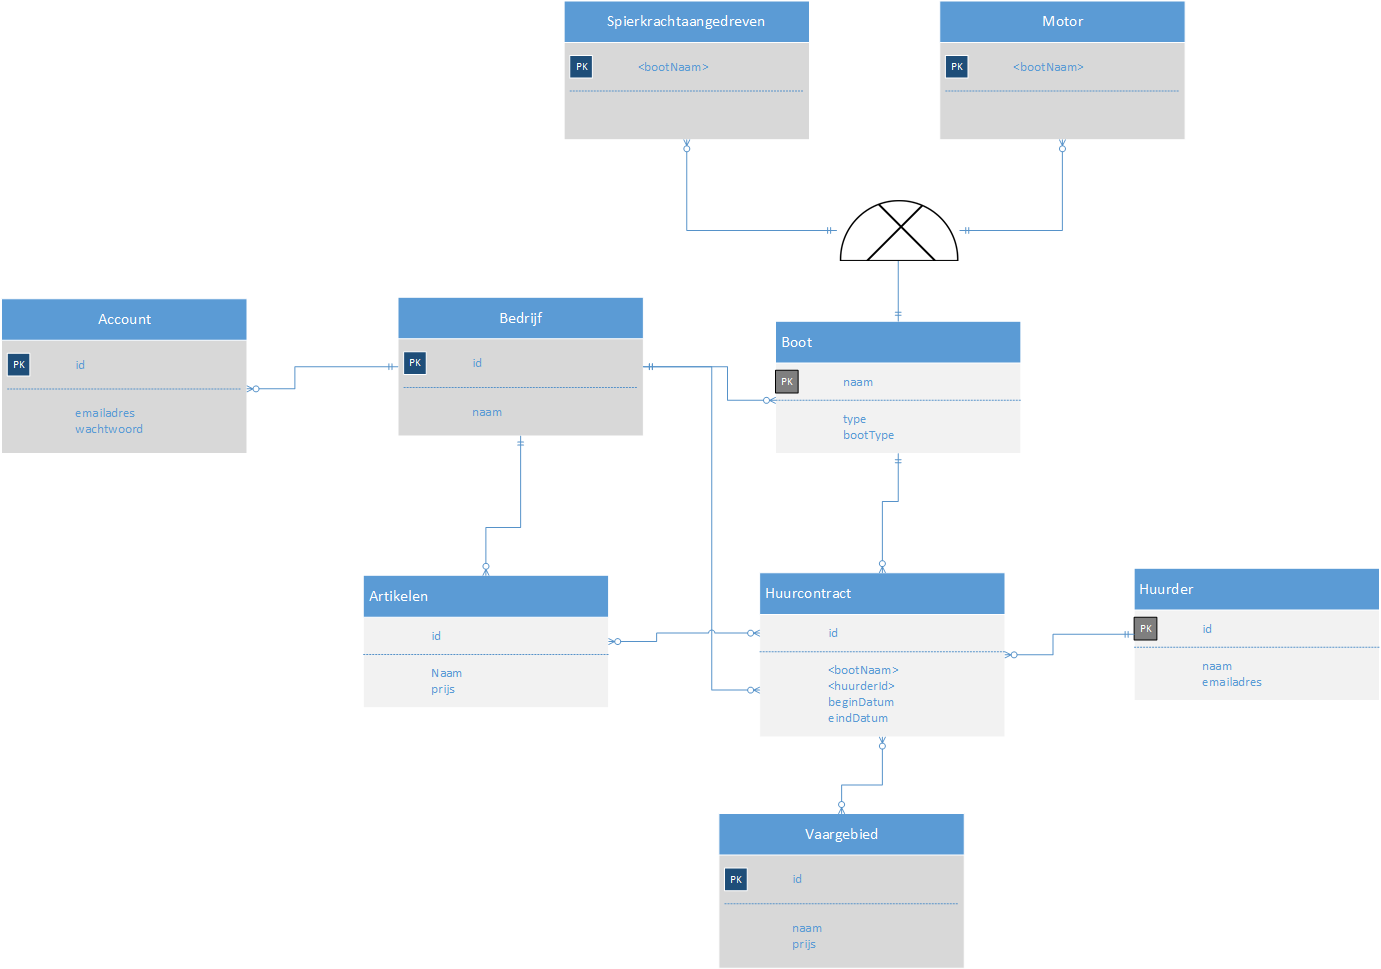 Spierkrachtaangedreven
PK <bootNaam>
Motor
PK <bootNaam>
Account
PK id
emailadres
wachtwoord
Bedrijf
PK id
naam
Boot
PK naam
type
bootType
Artikelen
id
Naam
prijs
Huurcontract
id
<bootNaam>
<huurderId>
beginDatum
eindDatum
Huurder
PK id
naam
emailadres
Vaargebied
PK id
naam
prijs